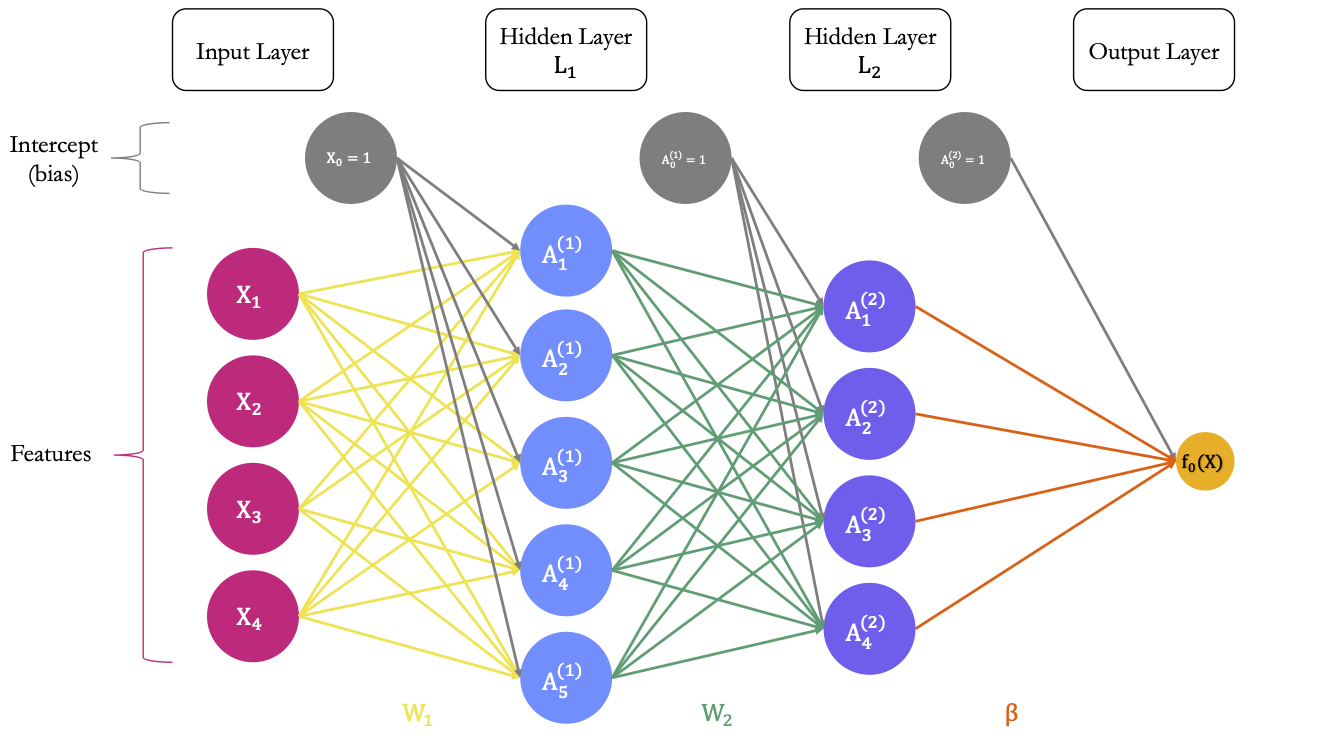 Input Layer
Hidden Layer
L₁
Hidden Layer
L₂
Output Layer
Intercept
(bias)
X₀ = 1
A₀⁽¹⁾ = 1
A₀⁽²⁾ = 1
Features
X₁
X₂
X₃
X₄
A₁⁽¹⁾
A₂⁽¹⁾
A₃⁽¹⁾
A₄⁽¹⁾
A₅⁽¹⁾
A₁⁽²⁾
A₂⁽²⁾
A₃⁽²⁾
A₄⁽²⁾
f₀(X)
W₁
W₂
β